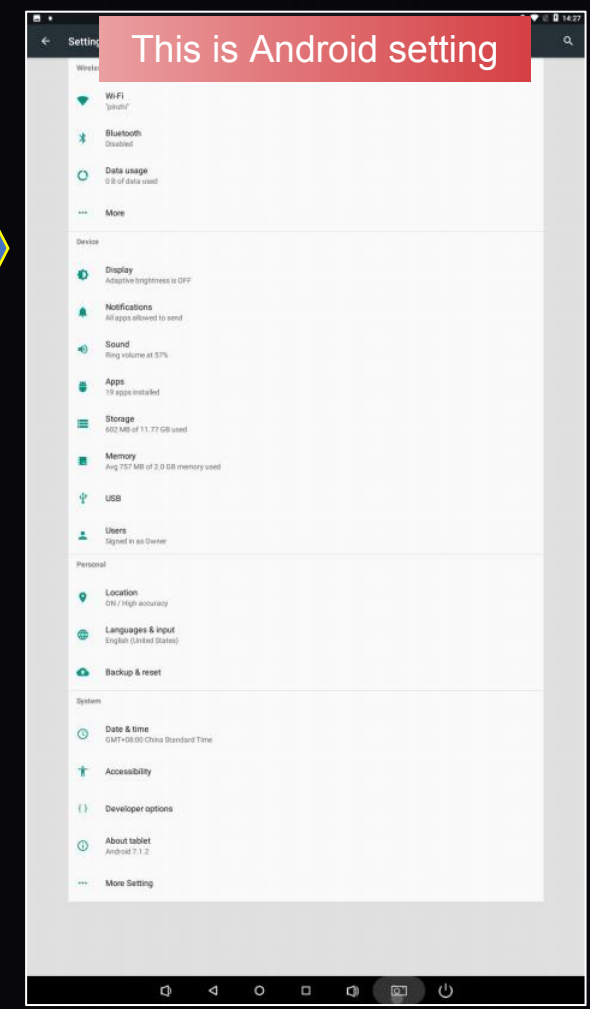 14:27
Setting
This is Android setting
Wi-Fi
"pinzhi"
Bluetooth
Disabled
Data usage
0 B of data used
More
Device
Display
Adaptive brightness is OFF
Notifications
All apps allowed to send
Sound
Ring volume at 57%
Apps
19 apps installed
Storage
602 MB of 11.77 GB used
Memory
Avg 757 MB of 2.0 GB memory used
USB
Users
Signed in as Owner
Personal
Location
ON / High accuracy
Languages & input
English (United States)
Backup & reset
System
Date & time
GMT+08:00 China Standard Time
Accessibility
Developer options
About tablet
Android 7.1.2
More Setting